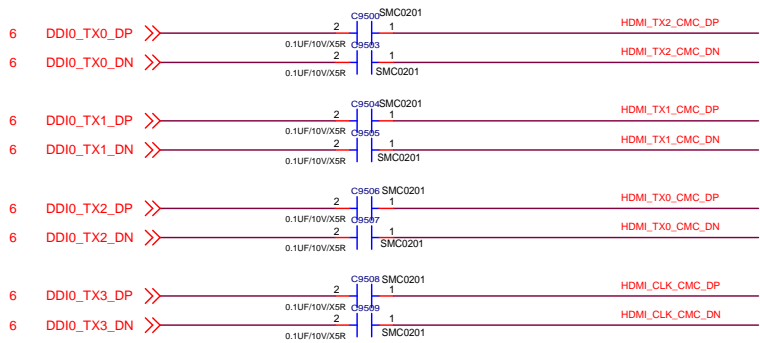 C9500 SMC0201
6 DDI0_TX0_DP 2 1 HDMI_TX2_CMC_DP
0.1UF/10V/X5R C9503
6 DDI0_TX0_DN 2 1 HDMI_TX2_CMC_DN
0.1UF/10V/X5R SMC0201
C9504 SMC0201
6 DDI0_TX1_DP 2 1 HDMI_TX1_CMC_DP
0.1UF/10V/X5R C9505
6 DDI0_TX1_DN 2 1 HDMI_TX1_CMC_DN
0.1UF/10V/X5R SMC0201
C9506 SMC0201
6 DDI0_TX2_DP 2 1 HDMI_TX0_CMC_DP
0.1UF/10V/X5R C9507
6 DDI0_TX2_DN 2 1 HDMI_TX0_CMC_DN
0.1UF/10V/X5R SMC0201
C9508 SMC0201
6 DDI0_TX3_DP 2 1 HDMI_CLK_CMC_DP
0.1UF/10V/X5R C9509
6 DDI0_TX3_DN 2 1 HDMI_CLK_CMC_DN
0.1UF/10V/X5R SMC0201